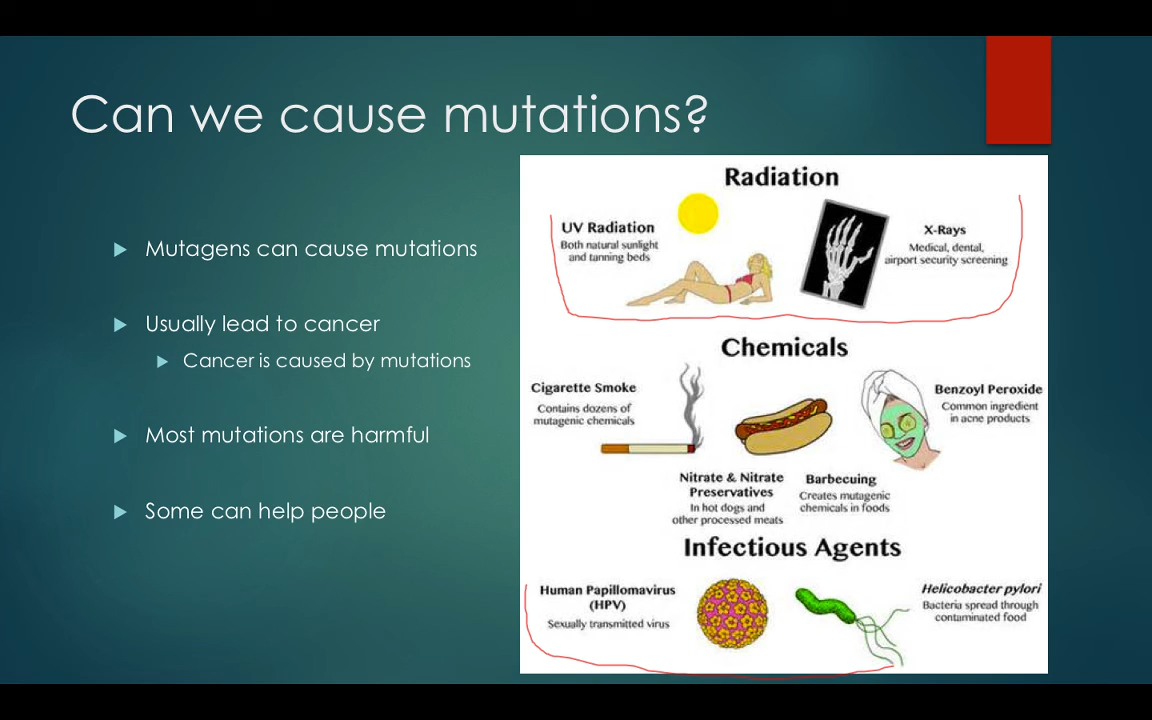 Can we cause mutations?
Mutagens can cause mutations
Usually lead to cancer
Cancer is caused by mutations
Most mutations are harmful
Some can help people
Radiation
UV Radiation
Both natural sunlight
and tanning beds
X-Rays
Medical, dental,
airport security screening
Chemicals
Cigarette Smoke
Contains dozens of
mutagenic chemicals
Benzoyl Peroxide
Common ingredient
in acne products
Nitrate & Nitrate
Preservatives
In hot dogs and
other processed meats
Barbecuing
Creates mutagenic
chemicals in foods
Infectious Agents
Human Papillomavirus
(HPV)
Sexually transmitted virus
Helicobacter pylori
Bacteria spread through
contaminated food